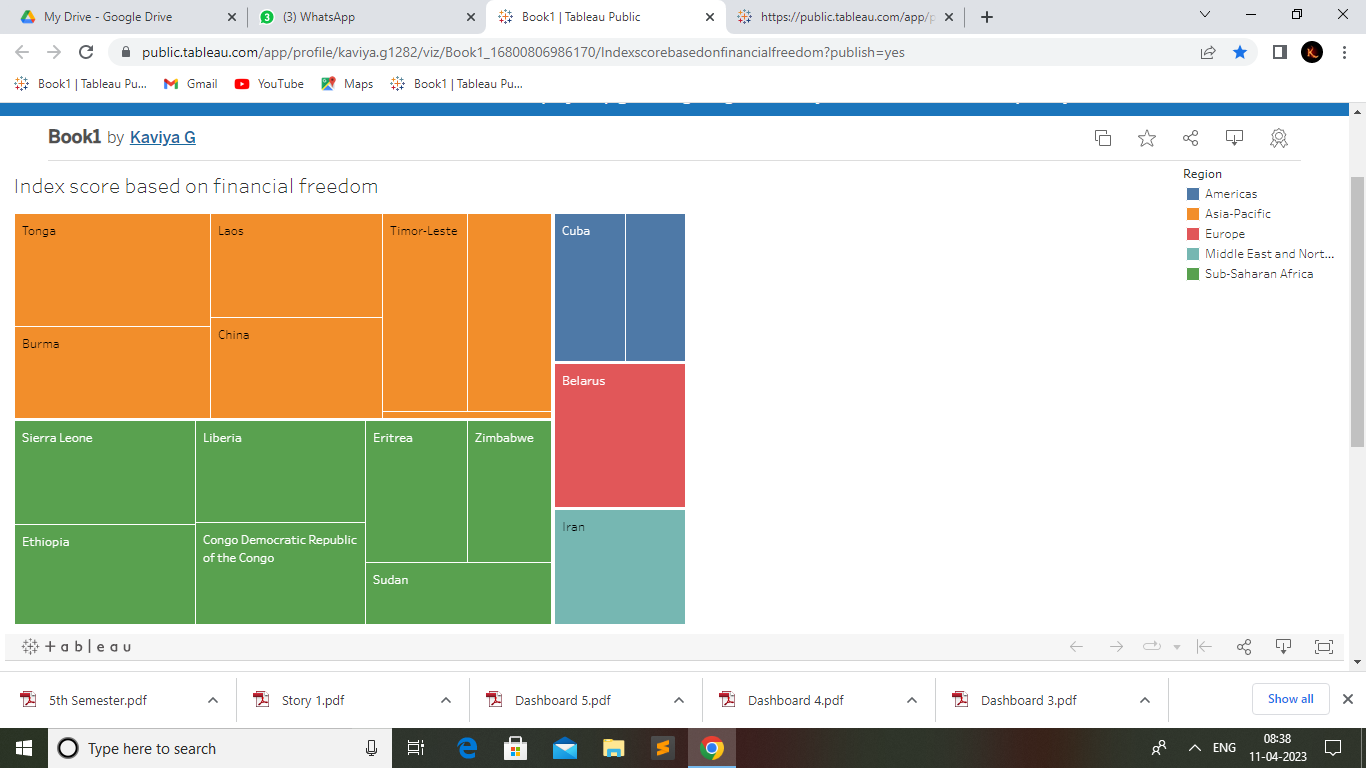 My Drive - Google Drive
(3) WhatsApp
Book1 | Tableau Public
https://public.tableau.com/app/p
public.tableau.com/app/profile/kaviya.g1282/viz/Book1_16800806986170/Indexscorebasedonfinancialfreedom?publish=yes
Book1 | Tableau Pu...
Gmail
YouTube
Maps
Book1 | Tableau Pu...
Book1 by Kaviya G
Index score based on financial freedom
Region
Americas
Asia-Pacific
Europe
Middle East and Nort...
Sub-Saharan Africa
Tonga
Laos
Timor-Leste
Cuba
Burma
China
Belarus
Sierra Leone
Liberia
Eritrea
Zimbabwe
Iran
Ethiopia
Congo Democratic Republic
of the Congo
Sudan
+ a b | e a u
5th Semester.pdf
Story 1.pdf
Dashboard 5.pdf
Dashboard 4.pdf
Dashboard 3.pdf
Show all
Type here to search
ENG
08:38
11-04-2023